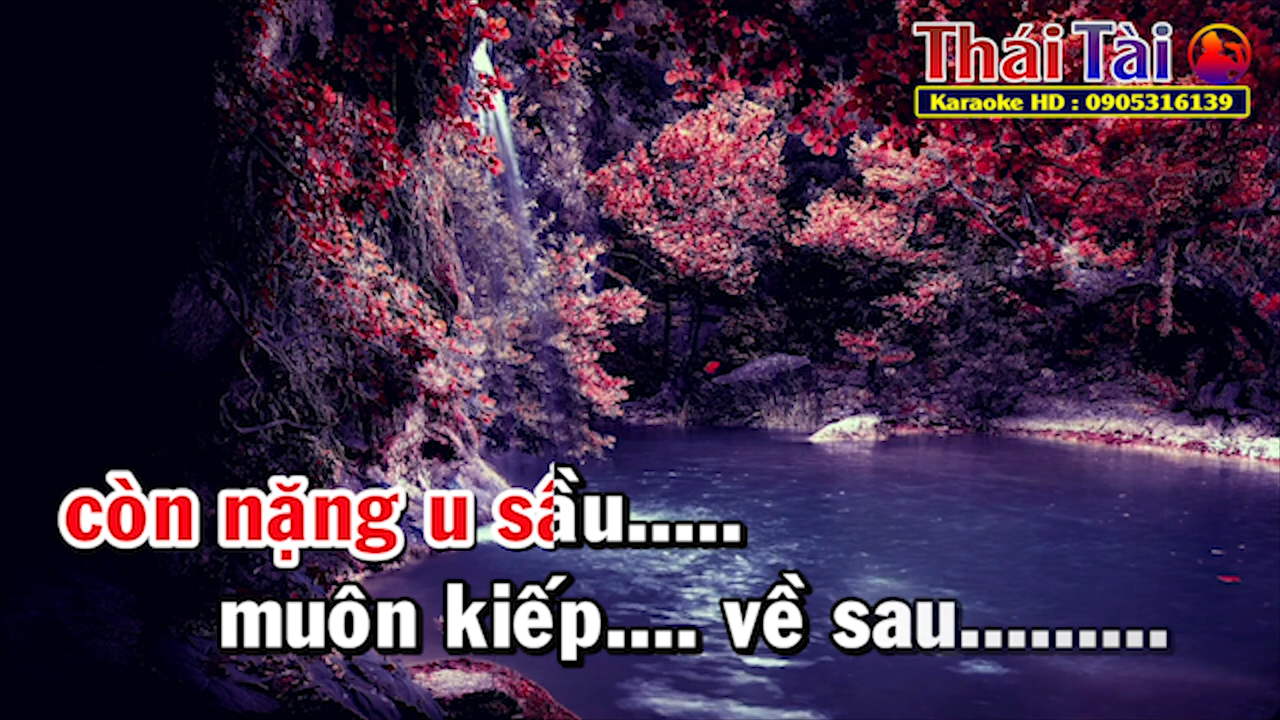 Thái Tài
Karaoke HD : 0905316139
còn nặng u sầu.....
muôn kiếp.... về sau.........